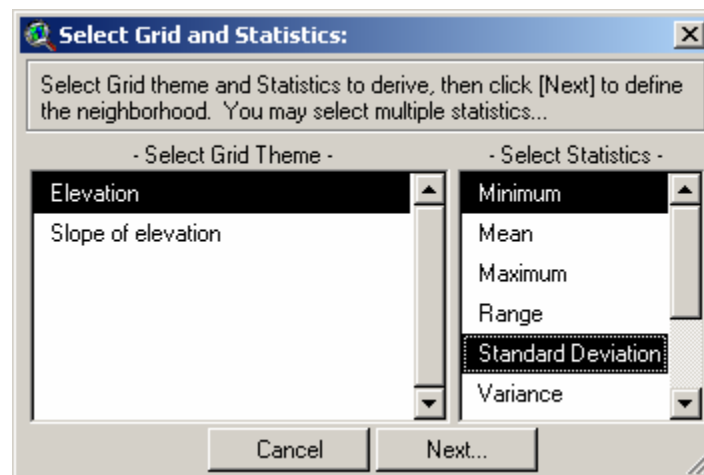 Select Grid and Statistics:
Select Grid theme and Statistics to derive, then click [Next] to define
the neighborhood. You may select multiple statistics...
- Select Grid Theme -
Elevation
Slope of elevation
- Select Statistics -
Minimum
Mean
Maximum
Range
Standard Deviation
Variance
Cancel
Next...